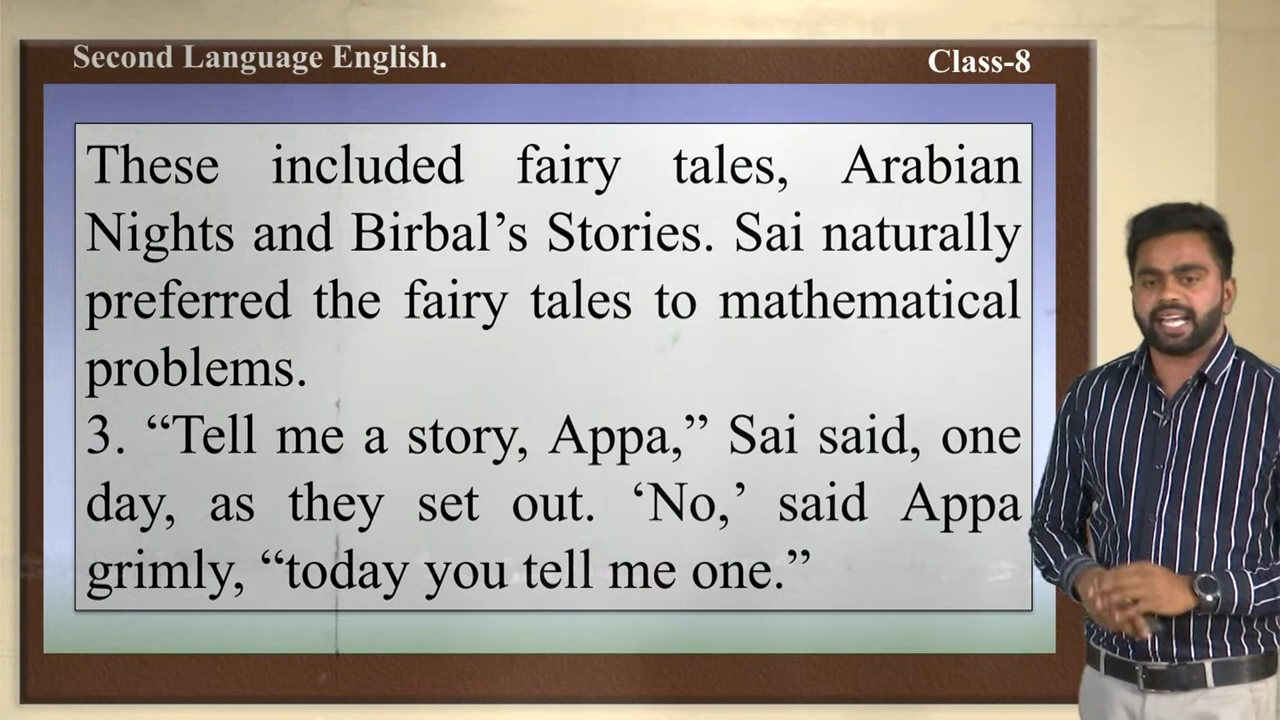 Second Language English.
Class-8
These included fairy tales, Arabian
Nights and Birbal’s Stories. Sai naturally
preferred the fairy tales to mathematical
problems.
3. “Tell me a story, Appa,” Sai said, one
day, as they set out. ‘No,’ said Appa
grimly, “today you tell me one.”